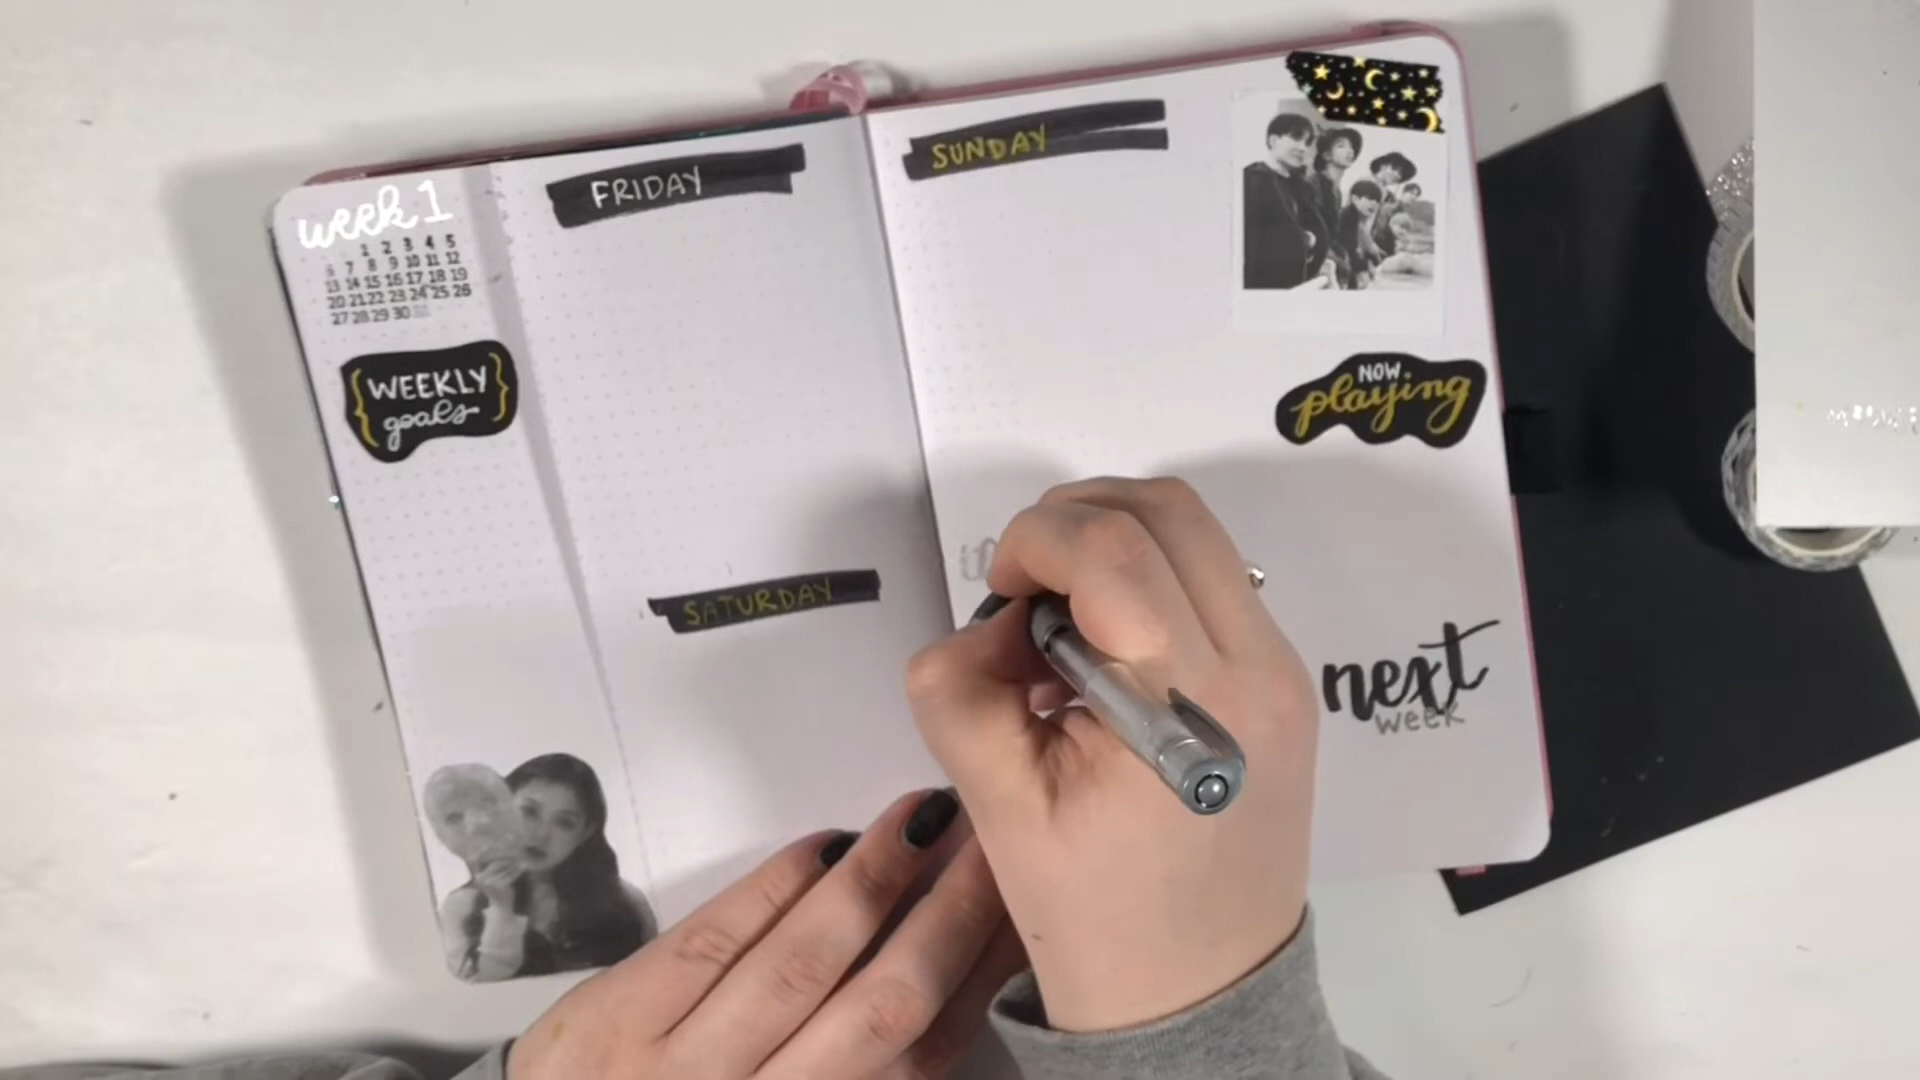 week 1
1 2 3 4 5
6 7 8 9 10 11 12
13 14 15 16 17 18 19
20 21 22 23 24 25 26
27 28 29 30
{WEEKLY}
goals
FRIDAY
SATURDAY
SUNDAY
NOW
playing
next
week